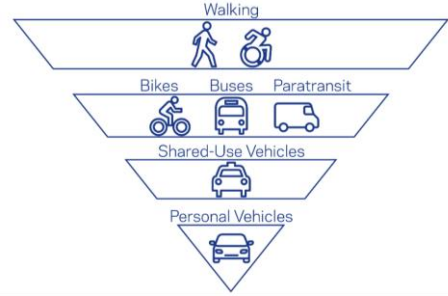 Walking
Bikes Buses Paratransit
Shared-Use Vehicles
Personal Vehicles